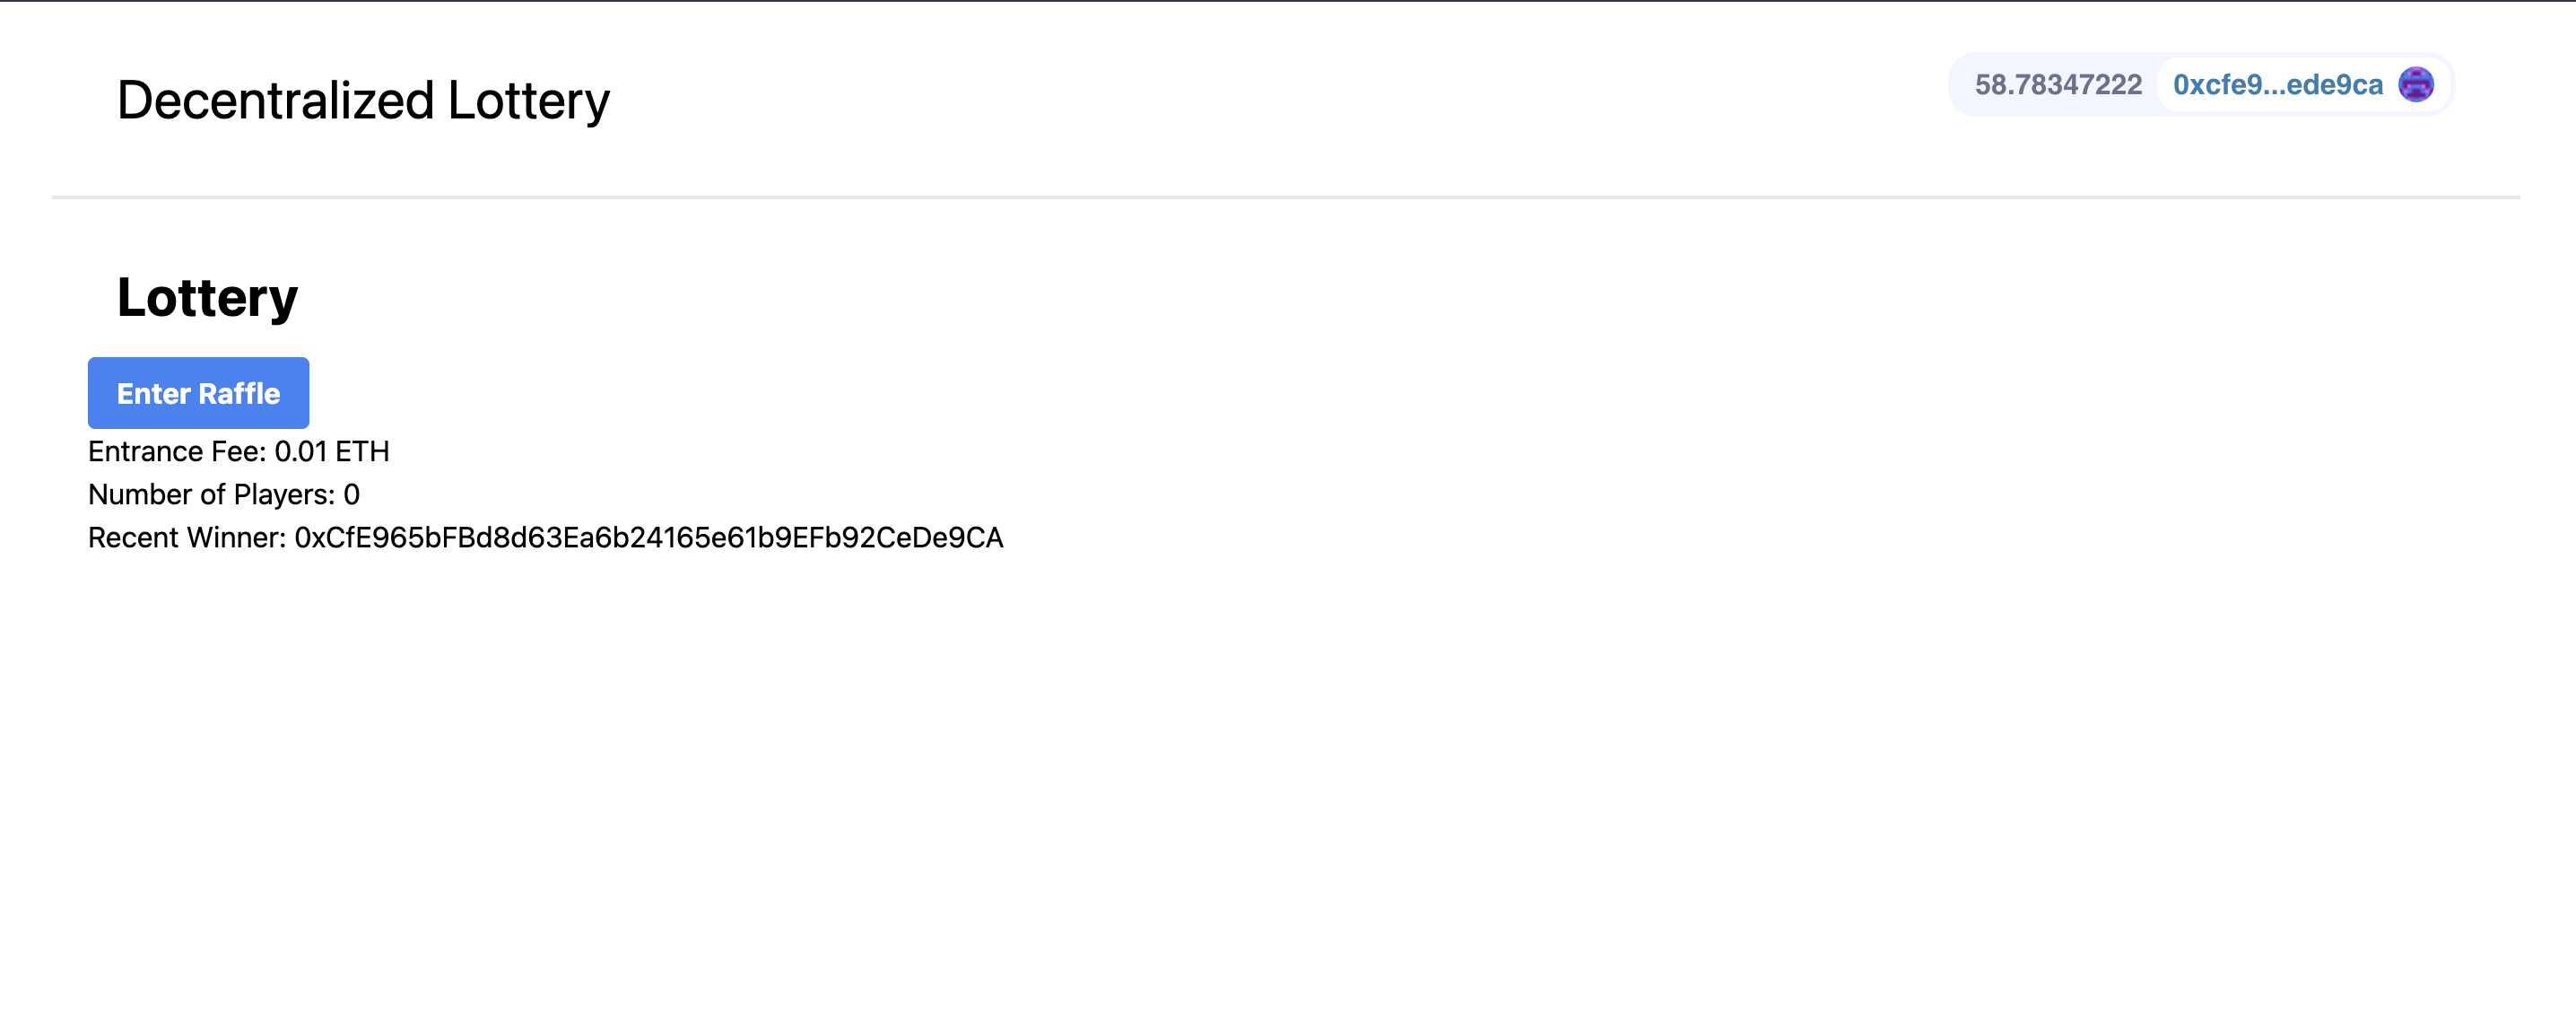 Decentralized Lottery
58.78347222 0xcfe9...ede9ca
Lottery
Enter Raffle
Entrance Fee: 0.01 ETH
Number of Players: 0
Recent Winner: 0xCfE965bFBd8d63Ea6b24165e61b9EFb92CeDe9CA